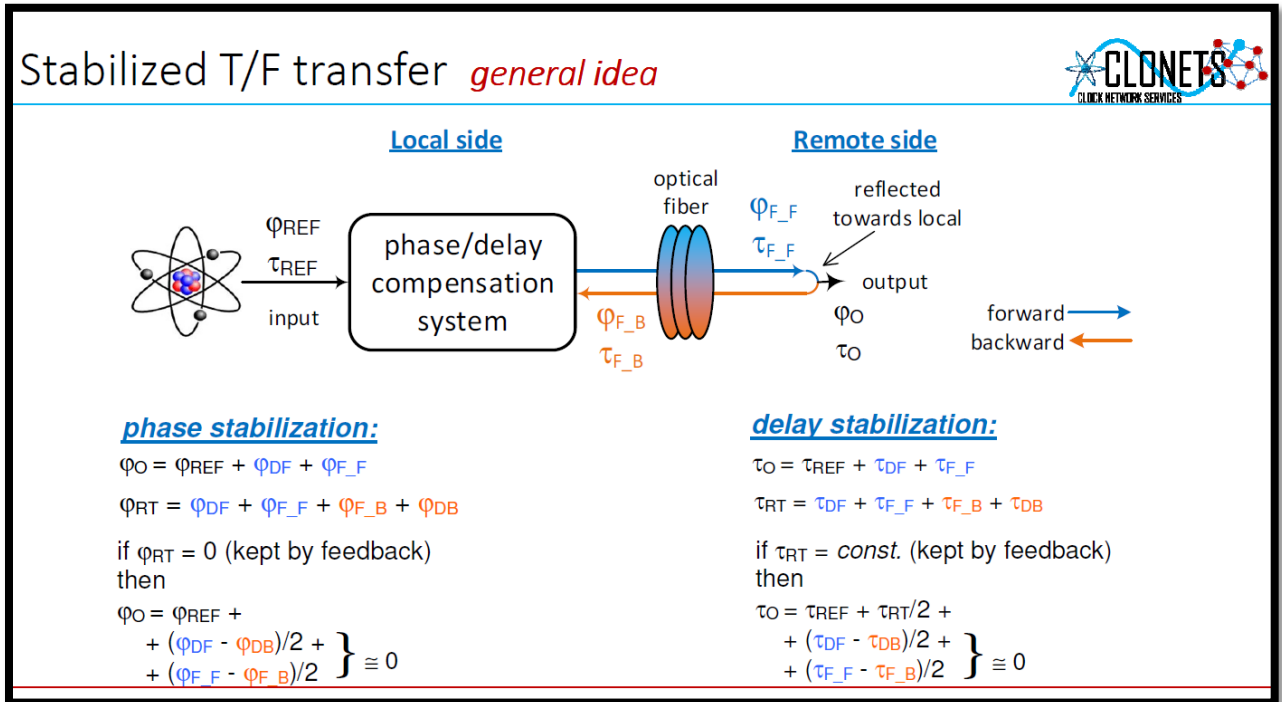 Stabilized T/F transfer general idea
CLONETS
CLOCK NETWORK SERVICES
Local side
Remote side
φREF
τREF
input
phase/delay
compensation
system
optical
fiber
φF_F
τF_F
reflected
towards local
output
φF_B
τF_B
φO
τO
forward
backward
phase stabilization:
φO = φREF + φDF + φF_F
φRT = φDF + φF_F + φF_B + φDB
if φRT = 0 (kept by feedback)
then
φO = φREF +
+ (φDF - φDB)/2 +
+ (φF_F - φF_B)/2
} ≅ 0
delay stabilization:
τO = τREF + τDF + τF_F
τRT = τDF + τF_F + τF_B + τDB
if τRT = const. (kept by feedback)
then
τO = τREF + τRT/2 +
+ (τDF - τDB)/2 +
+ (τF_F - τF_B)/2
} ≅ 0